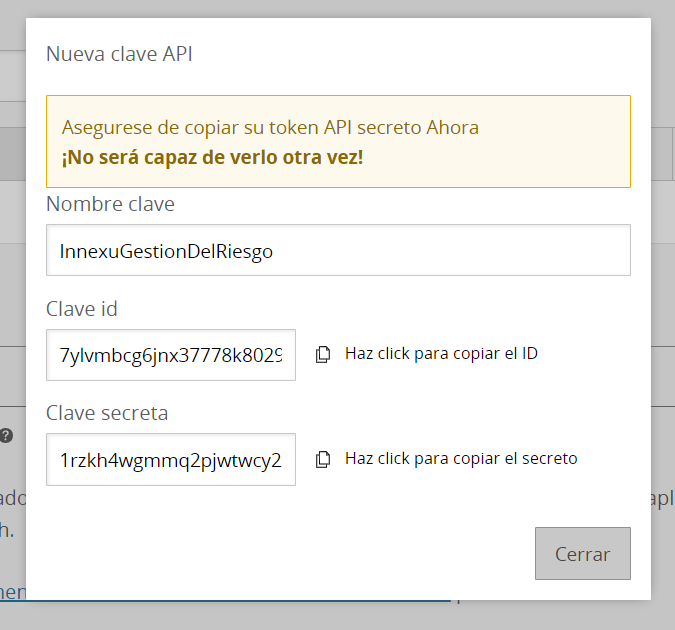 Nueva clave API
Asegurese de copiar su token API secreto Ahora
¡No será capaz de verlo otra vez!
Nombre clave
InnexuGestionDelRiesgo
Clave id
7ylvmbcg6jnx37778k8029
Haz click para copiar el ID
Clave secreta
1rzkh4wgmmq2pjwtwcy2
Haz click para copiar el secreto
Cerrar